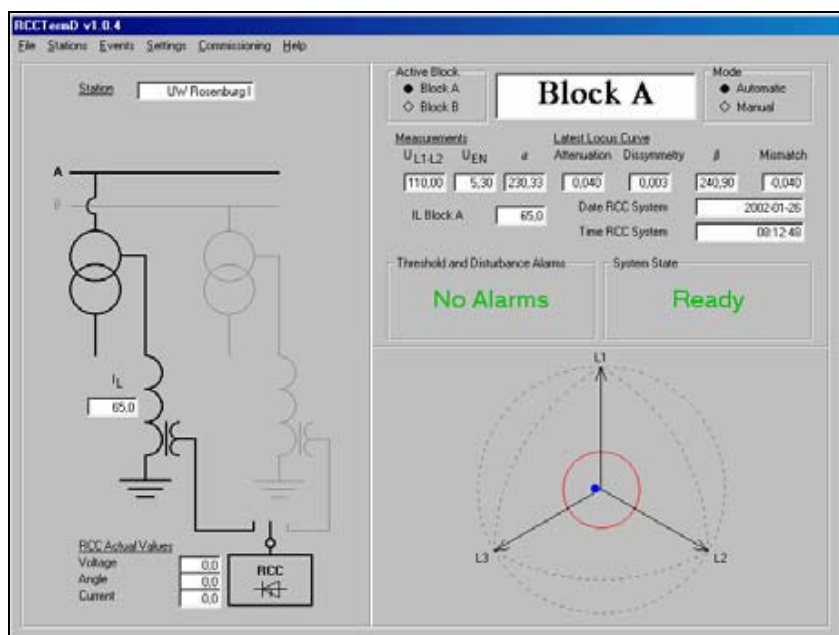 RCCTermD v1.0.4
File Stations Events Settings Commissioning Help
Station UW Rosenburg I
A
B
I L
65,0
RCC Actual Values
Voltage 0,0
Angle 0,0
Current 0,0
RCC
Active Block
Block A
Block B
Block A
Mode
Automatic
Manual
Measurements Latest Locus Curve
U L1-L2 U EN α Attenuation Dissymmetry β Mismatch
110,00 5,30 230,33 0,040 0,003 240,90 -0,040
IL Block A 65,0
Date RCC System 2002-01-26
Time RCC System 08:12:48
Threshold and Disturbance Alarms
No Alarms
System State
Ready
L1
L3
L2